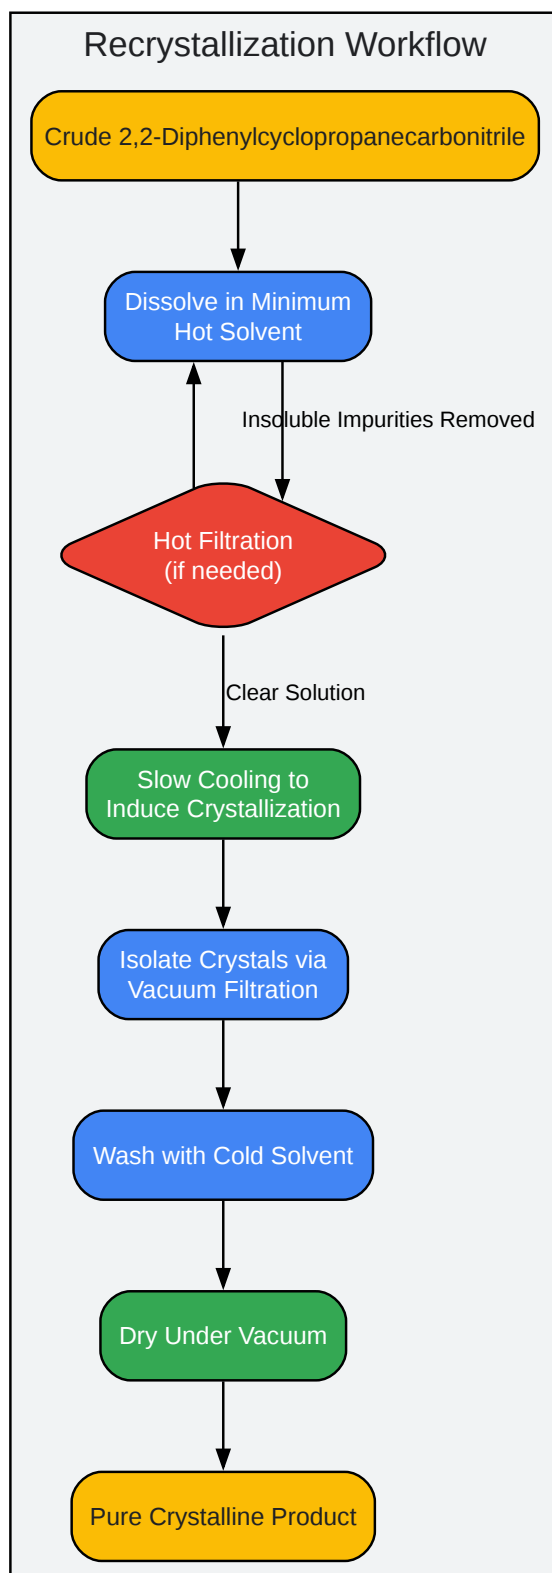 Recrystallization Workflow
Crude 2,2-Diphenylcyclopropanecarbonitrile
Dissolve in Minimum
Hot Solvent
Insoluble Impurities Removed
Hot Filtration
(if needed)
Clear Solution
Slow Cooling to
Induce Crystallization
Isolate Crystals via
Vacuum Filtration
Wash with Cold Solvent
Dry Under Vacuum
Pure Crystalline Product